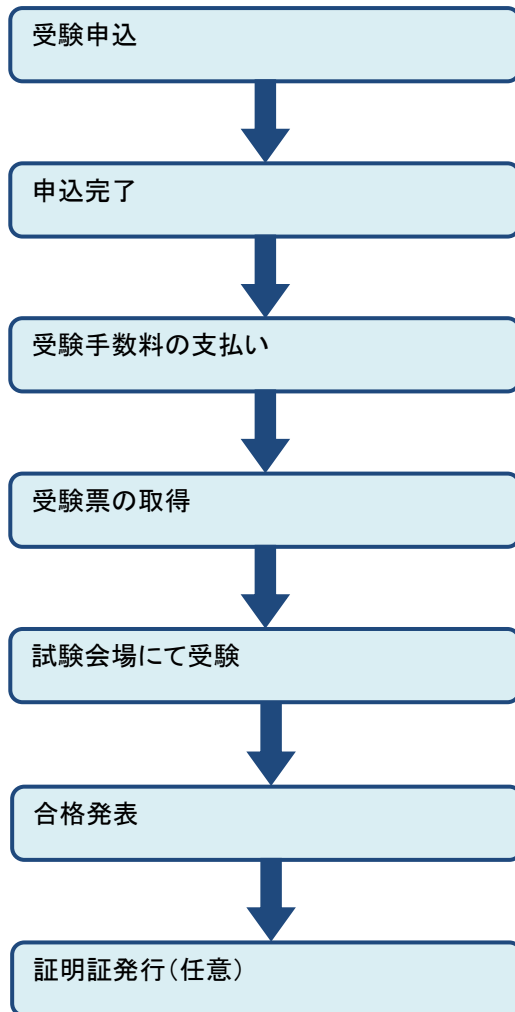 受験申込
申込完了
受験手数料の支払い
受験票の取得
試験会場にて受験
合格発表
証明証発行（任意）